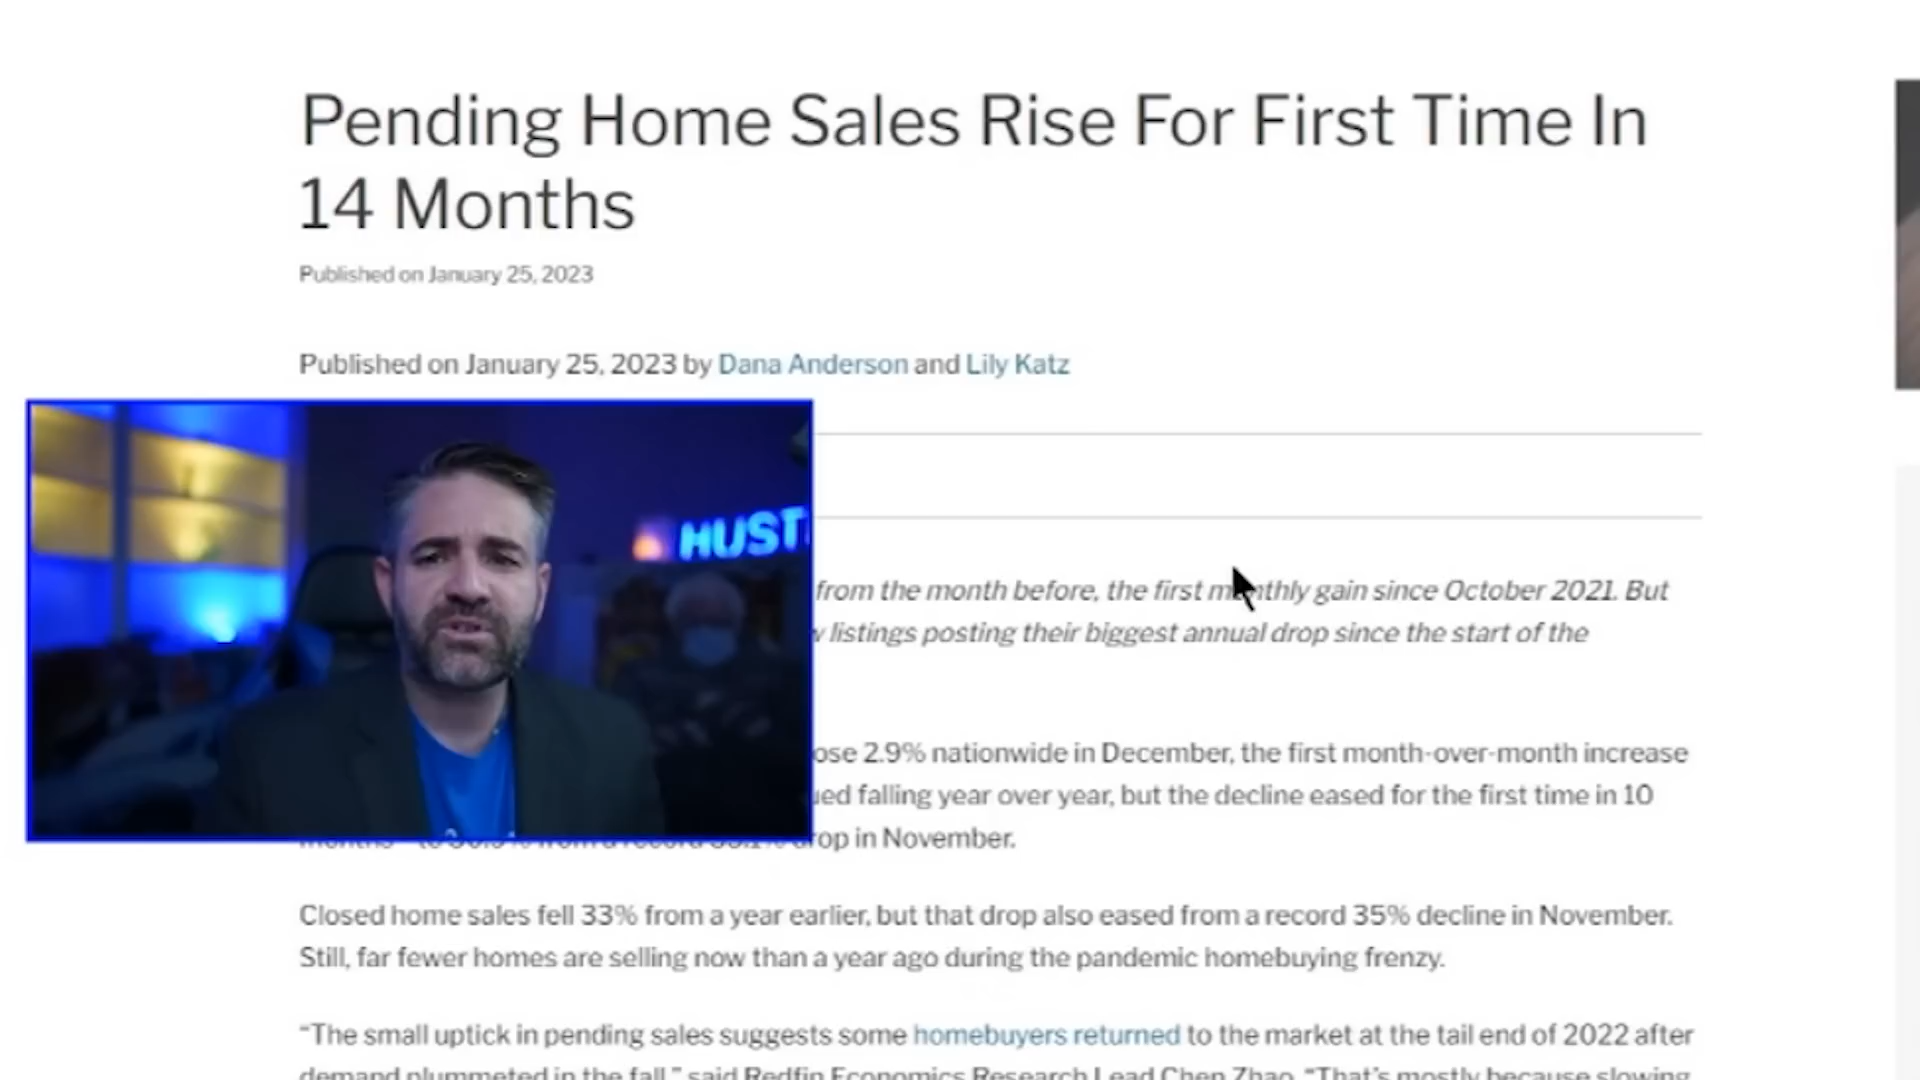 Pending Home Sales Rise For First Time In
14 Months
Published on January 25, 2023
Published on January 25, 2023 by Dana Anderson and Lily Katz
HUST
from the month before, the first monthly gain since October 2021. But
listings posting their biggest annual drop since the start of the
ose 2.9% nationwide in December, the first month-over-month increase
ued falling year over year, but the decline eased for the first time in 10
drop in November.
Closed home sales fell 33% from a year earlier, but that drop also eased from a record 35% decline in November.
Still, far fewer homes are selling now than a year ago during the pandemic homebuying frenzy.
“The small uptick in pending sales suggests some homebuyers returned to the market at the tail end of 2022 after
demand plummeted in the fall,” said Redfin Economics Research Lead Chen Zhao. “That’s mostly because slowing